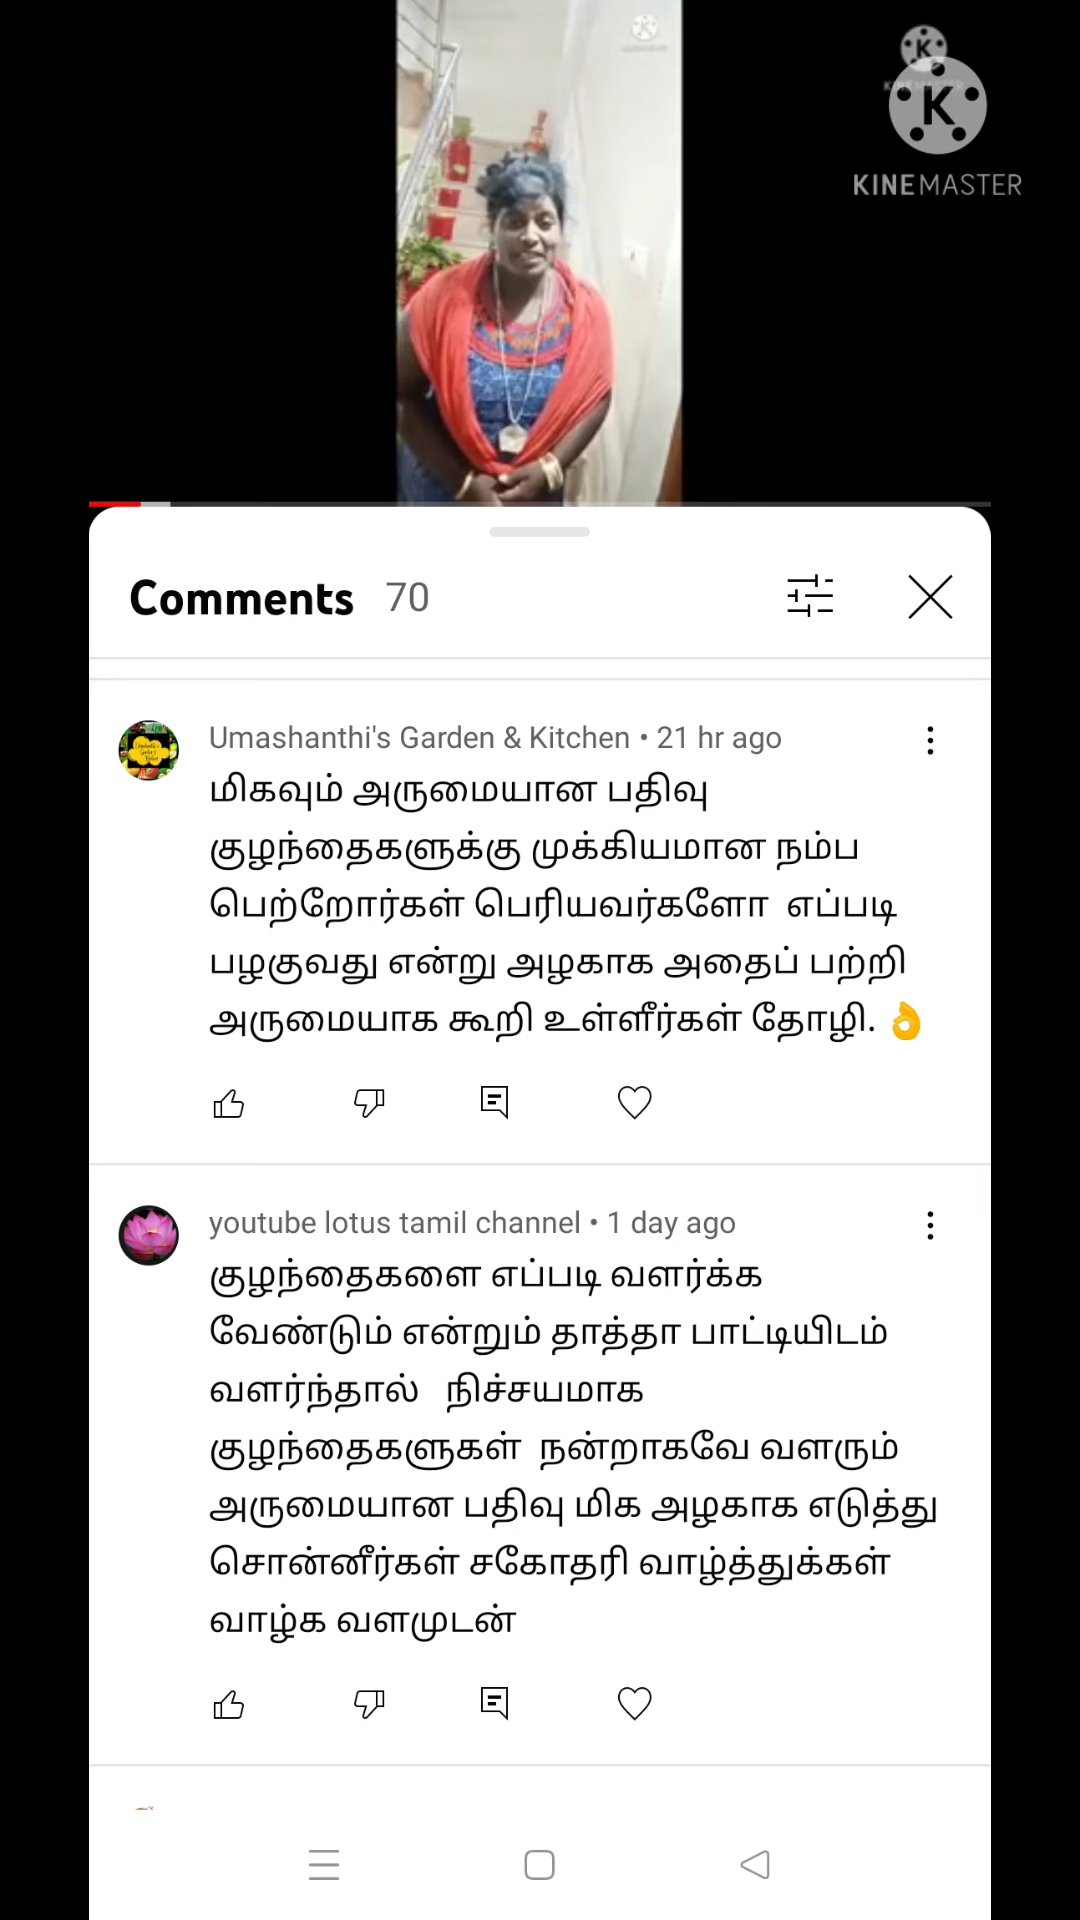 KINEMASTER
Comments 70
Umashanthi's Garden & Kitchen • 21 hr ago
மிகவும் அருமையான பதிவு
குழந்தைகளுக்கு முக்கியமான நம்ப
பெற்றோர்கள் பெரியவர்களோ எப்படி
பழகுவது என்று அழகாக அதைப் பற்றி
அருமையாக கூறி உள்ளீர்கள் தோழி. 👌
youtube lotus tamil channel • 1 day ago
குழந்தைகளை எப்படி வளர்க்க
வேண்டும் என்றும் தாத்தா பாட்டியிடம்
வளர்ந்தால் நிச்சயமாக
குழந்தைகளுகள் நன்றாகவே வளரும்
அருமையான பதிவு மிக அழகாக எடுத்து
சொன்னீர்கள் சகோதரி வாழ்த்துக்கள்
வாழ்க வளமுடன்